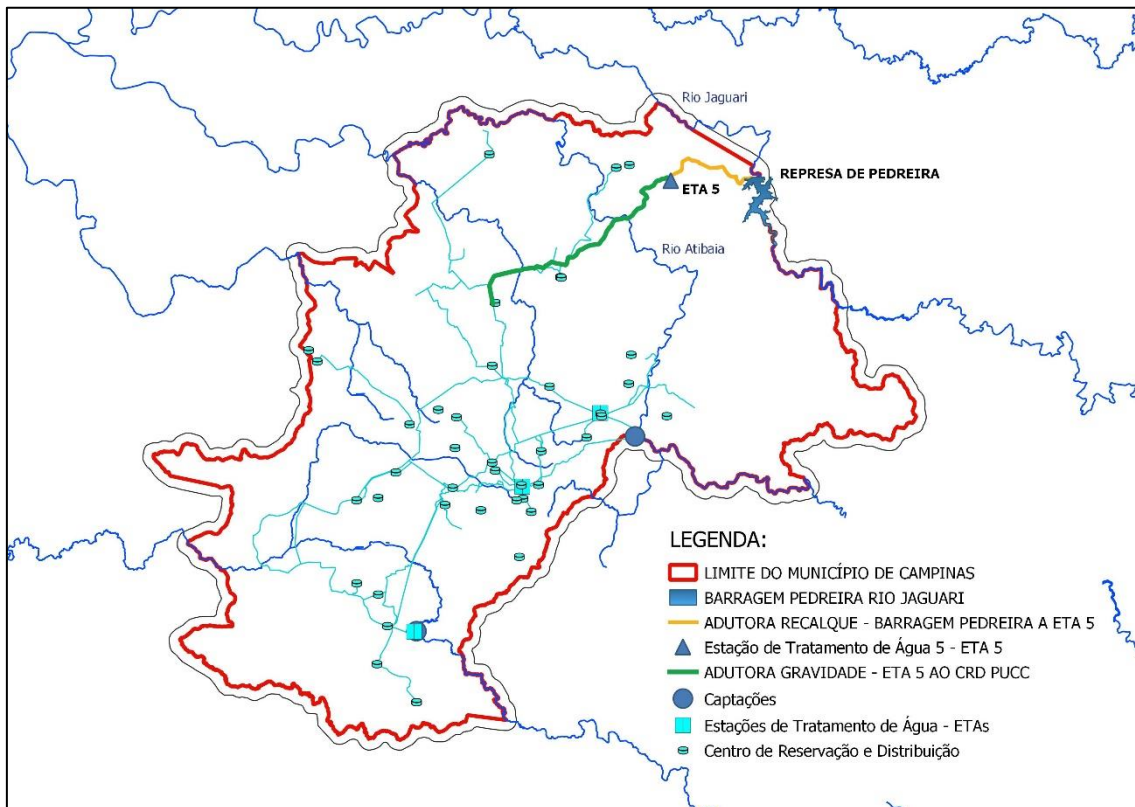 Rio Jaguari
REPRESA DE PEDREIRA
ETA 5
Rio Atibaia
LEGENDA:
LIMITE DO MUNICÍPIO DE CAMPINAS
BARRAGEM PEDREIRA RIO JAGUARI
ADUTORA RECALQUE - BARRAGEM PEDREIRA A ETA 5
Estação de Tratamento de Água 5 - ETA 5
ADUTORA GRAVIDADE - ETA 5 AO CRD PUCC
Captações
Estações de Tratamento de Água - ETAs
Centro de Reservação e Distribuição